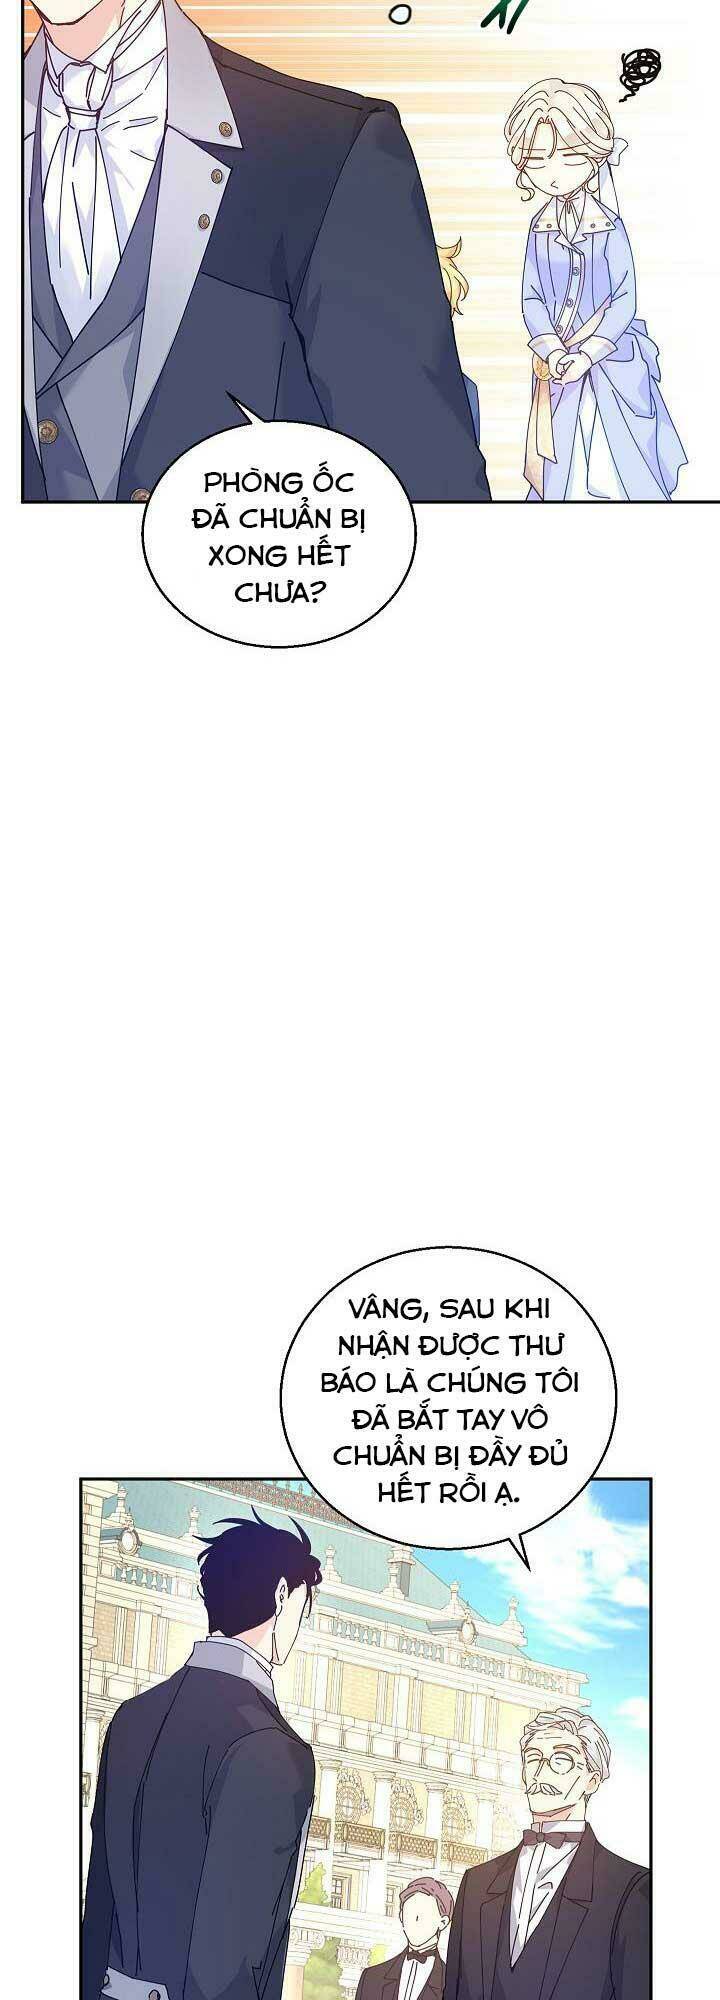 PHÒNG ỐC
ĐÃ CHUẨN BỊ
XONG HẾT
CHƯA?
VÂNG, SAU KHI
NHẬN ĐƯỢC THƯ
BÁO LÀ CHÚNG TÔI
ĐÃ BẮT TAY VÔ
CHUẨN BỊ ĐẦY ĐỦ
HẾT RỒI Ạ.